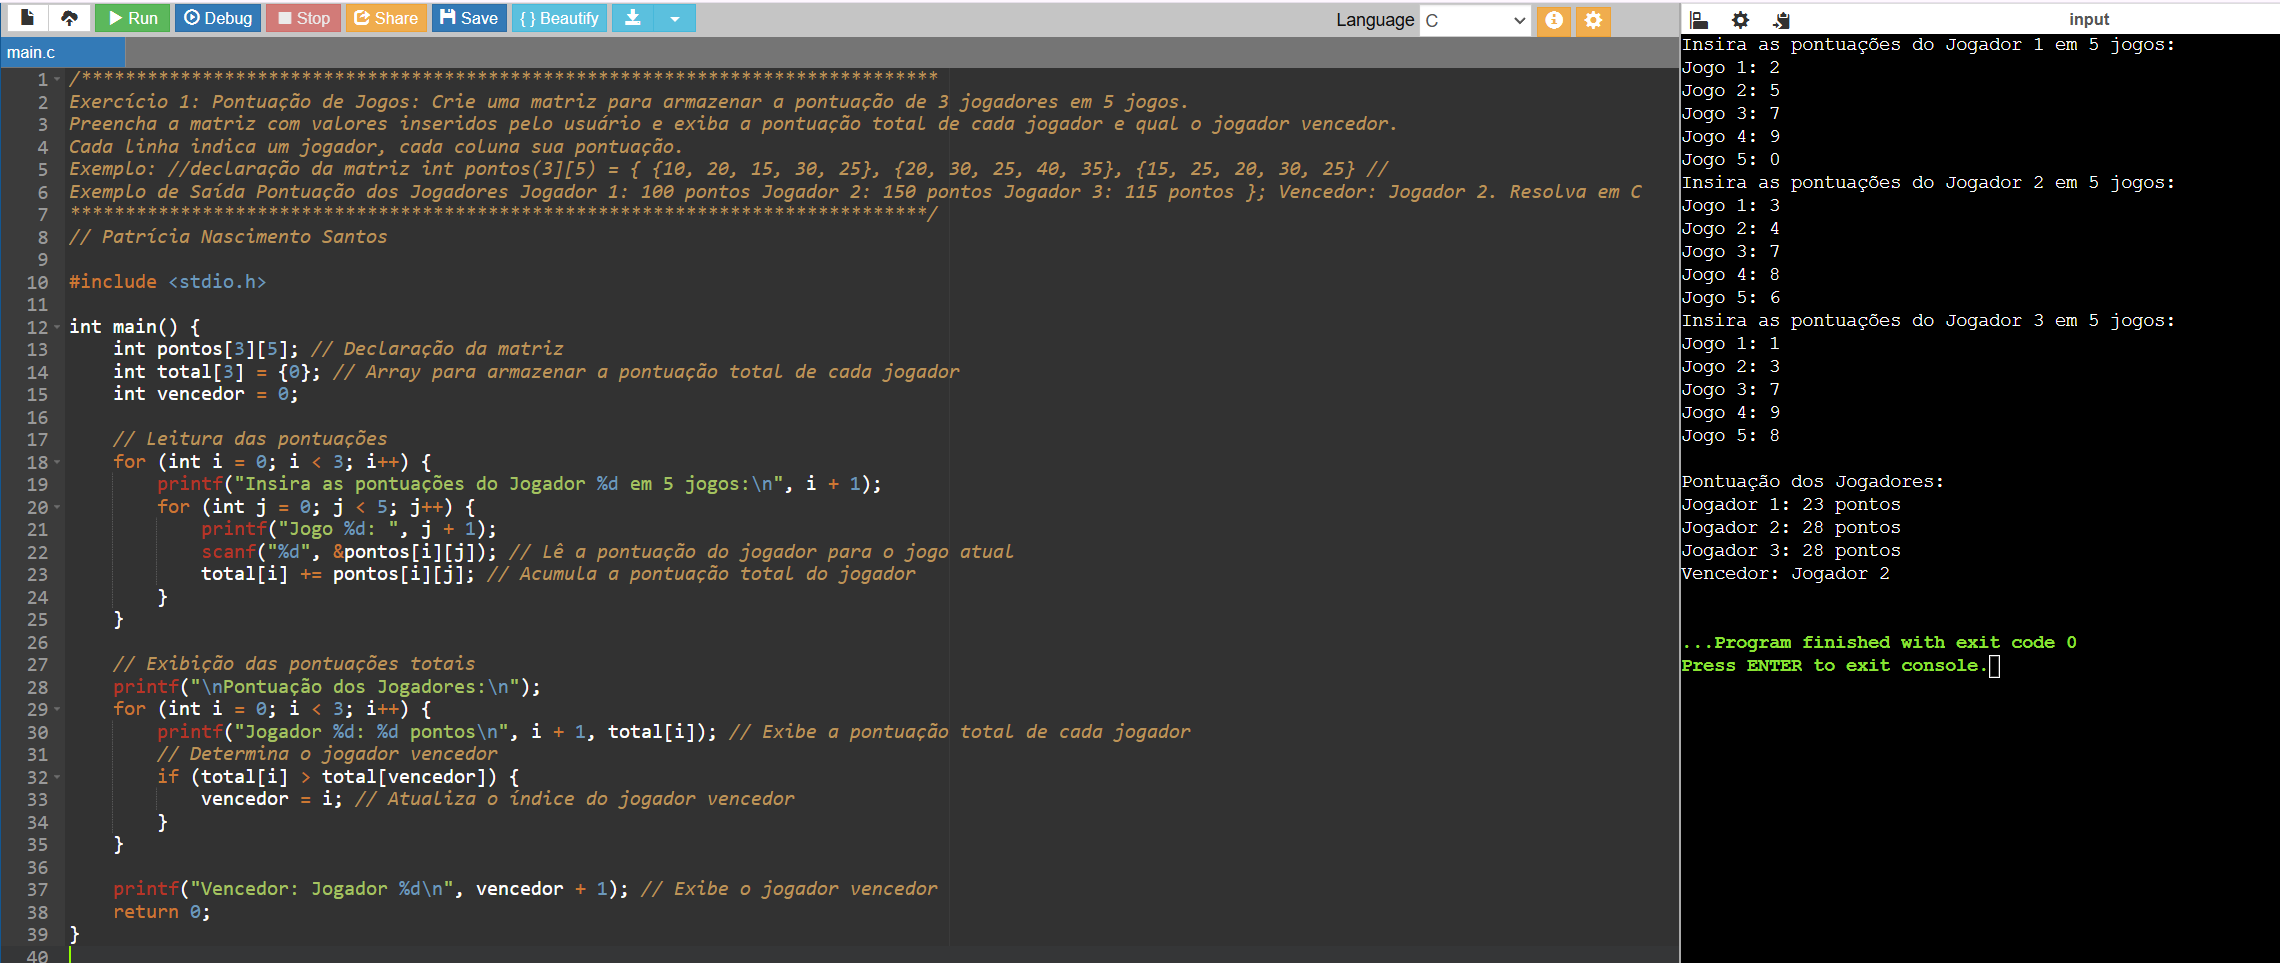 Run Debug Stop Share Save { } Beautify Language C
main.c
1 /******************************************************************************
2 Exercício 1: Pontuação de Jogos: Crie uma matriz para armazenar a pontuação de 3 jogadores em 5 jogos.
3 Preencha a matriz com valores inseridos pelo usuário e exiba a pontuação total de cada jogador e qual o jogador vencedor.
4 Cada linha indica um jogador, cada coluna sua pontuação.
5 Exemplo: //declaração da matriz int pontos(3][5) = { {10, 20, 15, 30, 25}, {20, 30, 25, 40, 35}, {15, 25, 20, 30, 25} //
6 Exemplo de Saída Pontuação dos Jogadores Jogador 1: 100 pontos Jogador 2: 150 pontos Jogador 3: 115 pontos }; Vencedor: Jogador 2. Resolva em C
7 ******************************************************************************/
8 // Patrícia Nascimento Santos
9
10 #include <stdio.h>
11
12 int main() {
13     int pontos[3][5]; // Declaração da matriz
14     int total[3] = {0}; // Array para armazenar a pontuação total de cada jogador
15     int vencedor = 0;
16
17     // Leitura das pontuações
18     for (int i = 0; i < 3; i++) {
19         printf("Insira as pontuações do Jogador %d em 5 jogos:\n", i + 1);
20         for (int j = 0; j < 5; j++) {
21             printf("Jogo %d: ", j + 1);
22             scanf("%d", &pontos[i][j]); // Lê a pontuação do jogador para o jogo atual
23             total[i] += pontos[i][j]; // Acumula a pontuação total do jogador
24         }
25     }
26
27     // Exibição das pontuações totais
28     printf("\nPontuação dos Jogadores:\n");
29     for (int i = 0; i < 3; i++) {
30         printf("Jogador %d: %d pontos\n", i + 1, total[i]); // Exibe a pontuação total de cada jogador
31         // Determina o jogador vencedor
32         if (total[i] > total[vencedor]) {
33             vencedor = i; // Atualiza o índice do jogador vencedor
34         }
35     }
36
37     printf("Vencedor: Jogador %d\n", vencedor + 1); // Exibe o jogador vencedor
38     return 0;
39 }
40
input
Insira as pontuações do Jogador 1 em 5 jogos:
Jogo 1: 2
Jogo 2: 5
Jogo 3: 7
Jogo 4: 9
Jogo 5: 0
Insira as pontuações do Jogador 2 em 5 jogos:
Jogo 1: 3
Jogo 2: 4
Jogo 3: 7
Jogo 4: 8
Jogo 5: 6
Insira as pontuações do Jogador 3 em 5 jogos:
Jogo 1: 1
Jogo 2: 3
Jogo 3: 7
Jogo 4: 9
Jogo 5: 8
Pontuação dos Jogadores:
Jogador 1: 23 pontos
Jogador 2: 28 pontos
Jogador 3: 28 pontos
Vencedor: Jogador 2
...Program finished with exit code 0
Press ENTER to exit console.